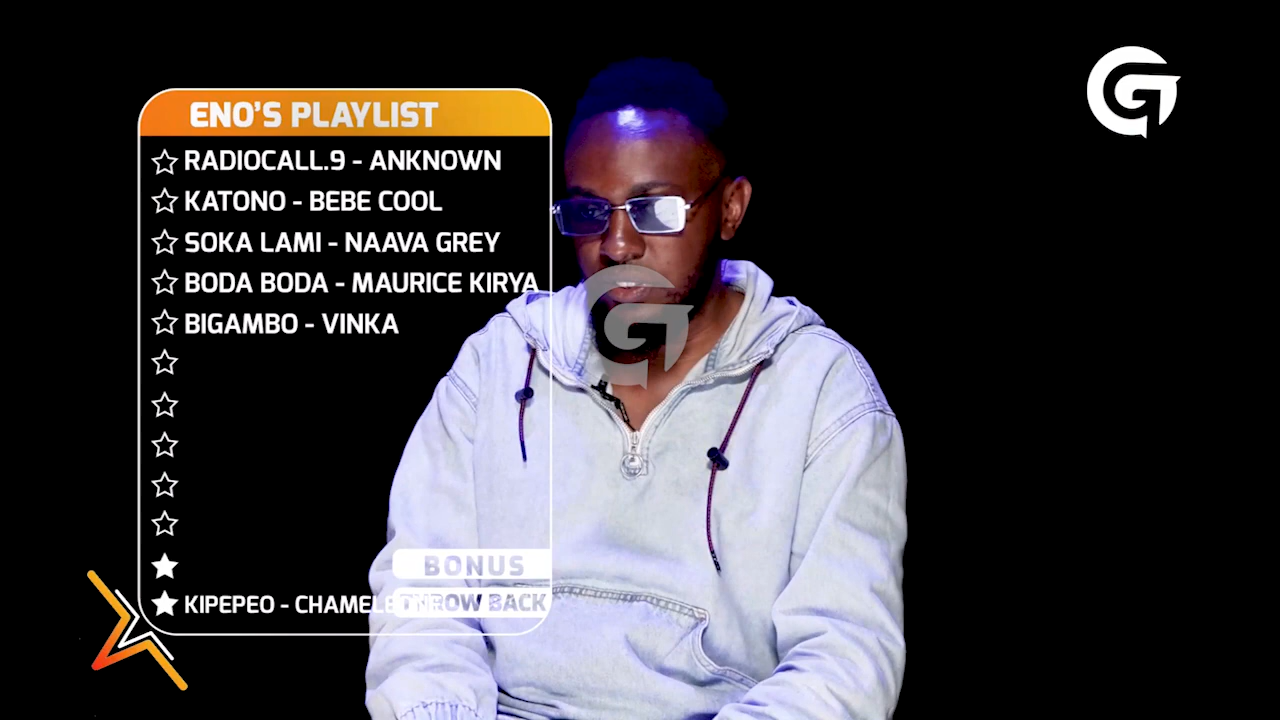 ENO'S PLAYLIST
RADIOCALL.9 - ANKNOWN
KATONO - BEBE COOL
SOKA LAMI - NAAVA GREY
BODA BODA - MAURICE KIRYA
BIGAMBO - VINKA
BONUS
KIPEPEO - CHAMELEONE THROW BACK